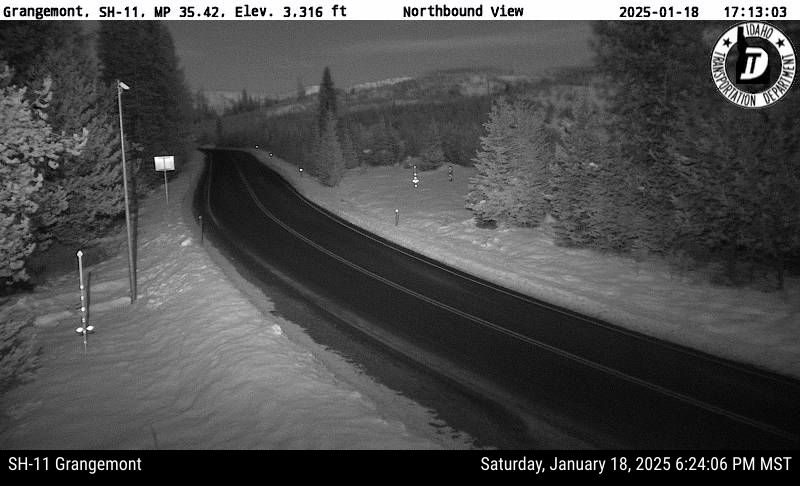 Grangemont, SH-11, MP 35.42, Elev. 3,316 ft Northbound View 2025-01-18 17:13:03
IDAHO
TRANSPORTATION DEPARTMENT
SH-11 Grangemont Saturday, January 18, 2025 6:24:06 PM MST